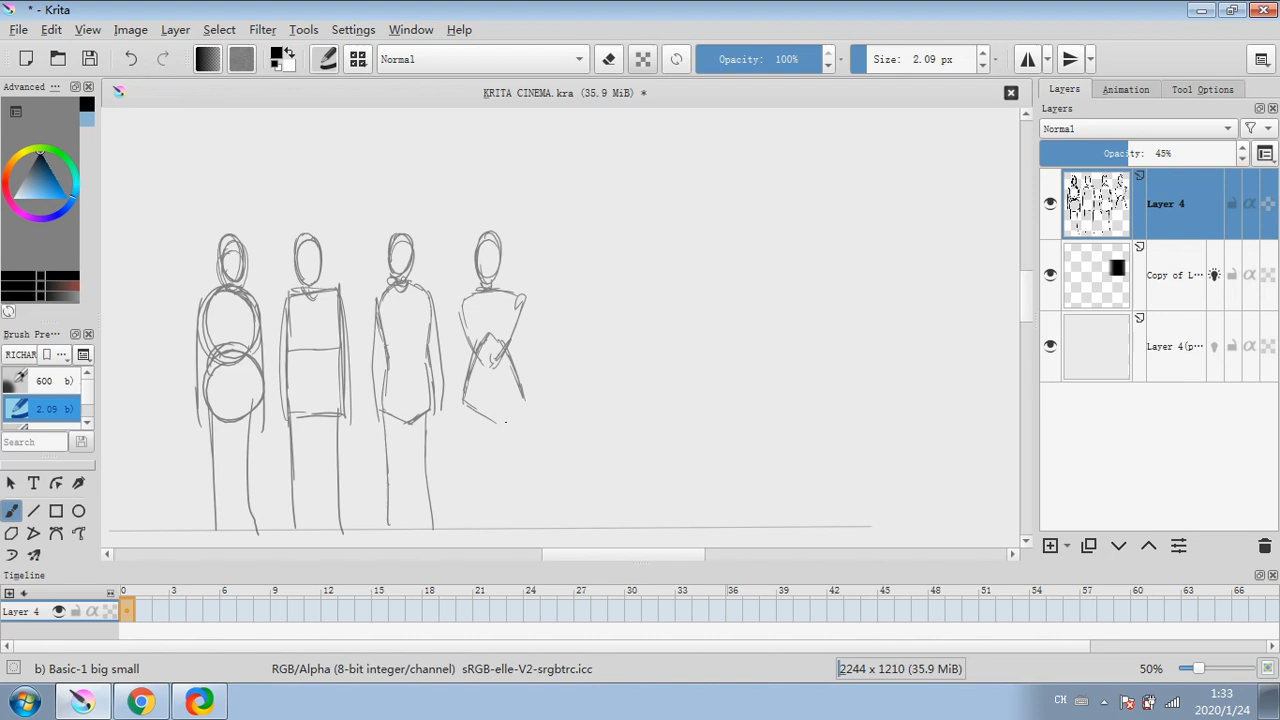 * - Krita
File Edit View Image Layer Select Filter Tools Settings Window Help
Normal Opacity: 100% Size: 2.09 px
Advanced ... KRITA CINEMA.kra (35.9 MiB) * Layers Animation Tool Options
Layers
Normal
Opacity: 45%
Layer 4
Copy of L...
Layer 4(p...
Brush Pre...
RICHAR
600 b)
2.09 b)
Search
Timeline
0 3 6 9 12 15 18 21 24 27 30 33 36 39 42 45 48 51 54 57 60 63 66
Layer 4
b) Basic-1 big small RGB/Alpha (8-bit integer/channel) sRGB-elle-V2-srgbtrc.icc 2244 x 1210 (35.9 MiB) 50%
CH 1:33
2020/1/24